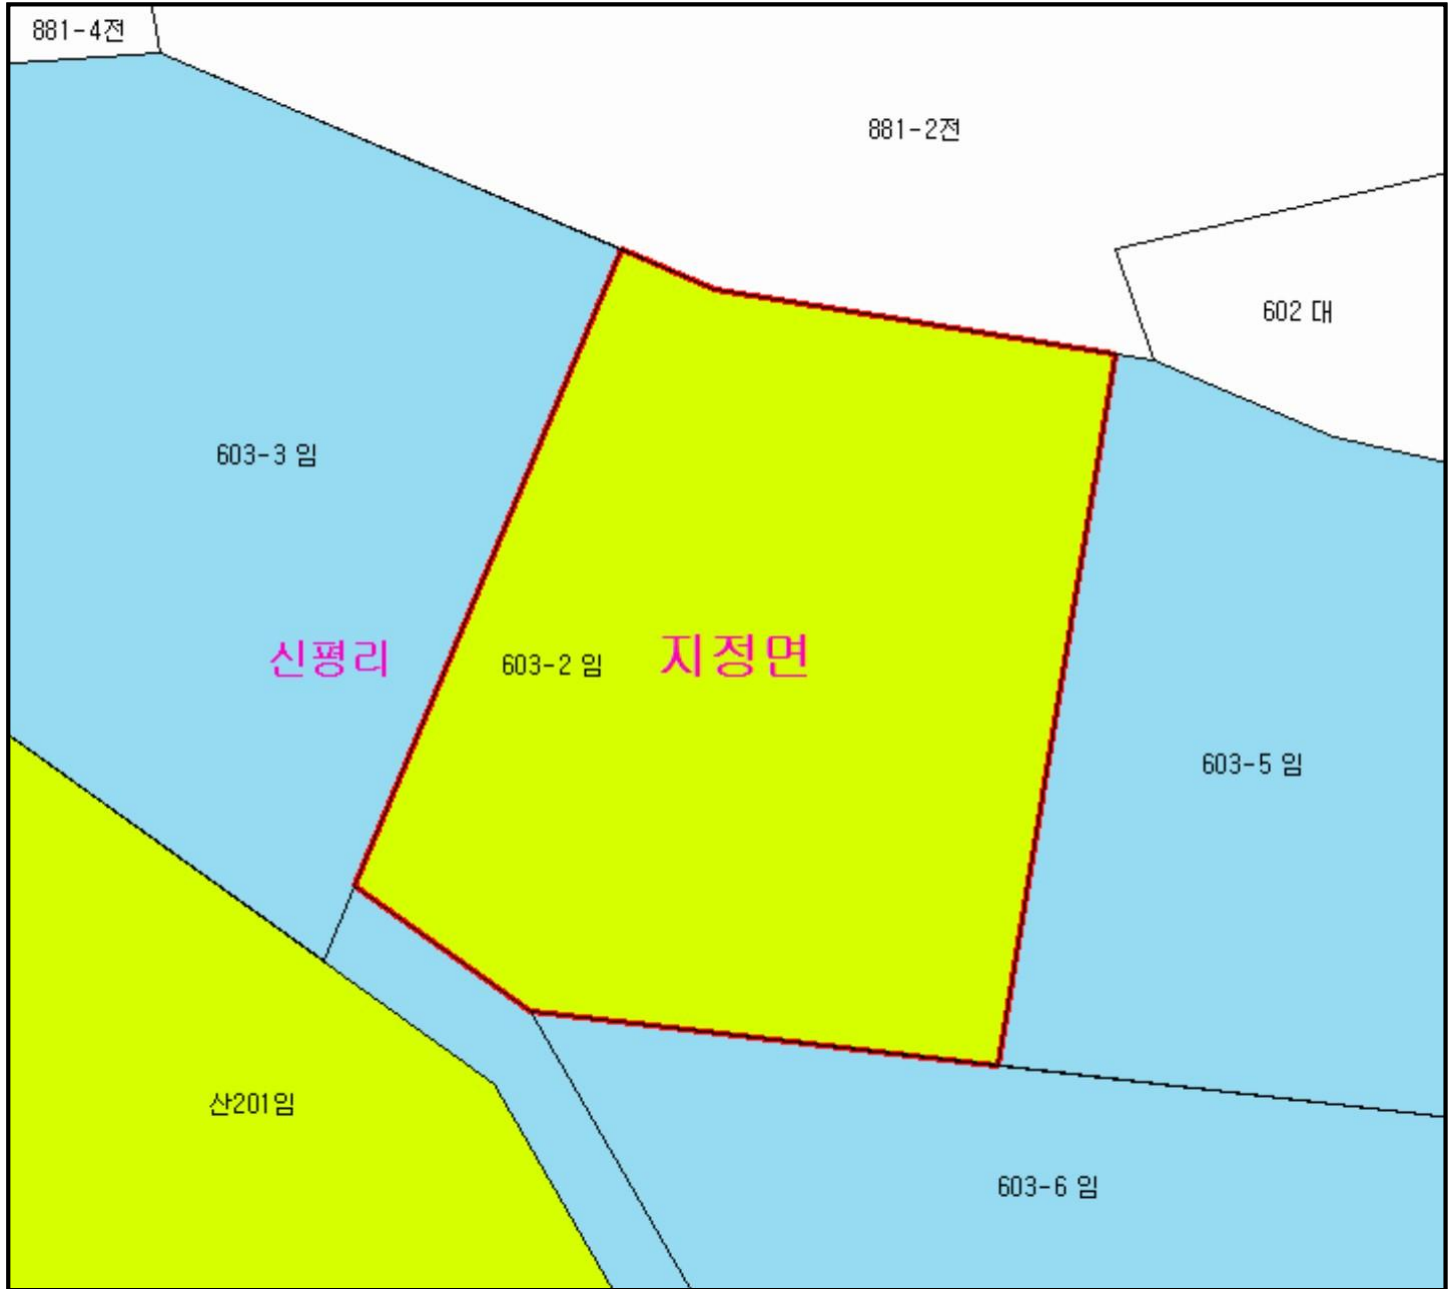 881-4전
881-2전
602 대
603-3 임
신평리
603-2 임
지정면
603-5 임
산201임
603-6 임